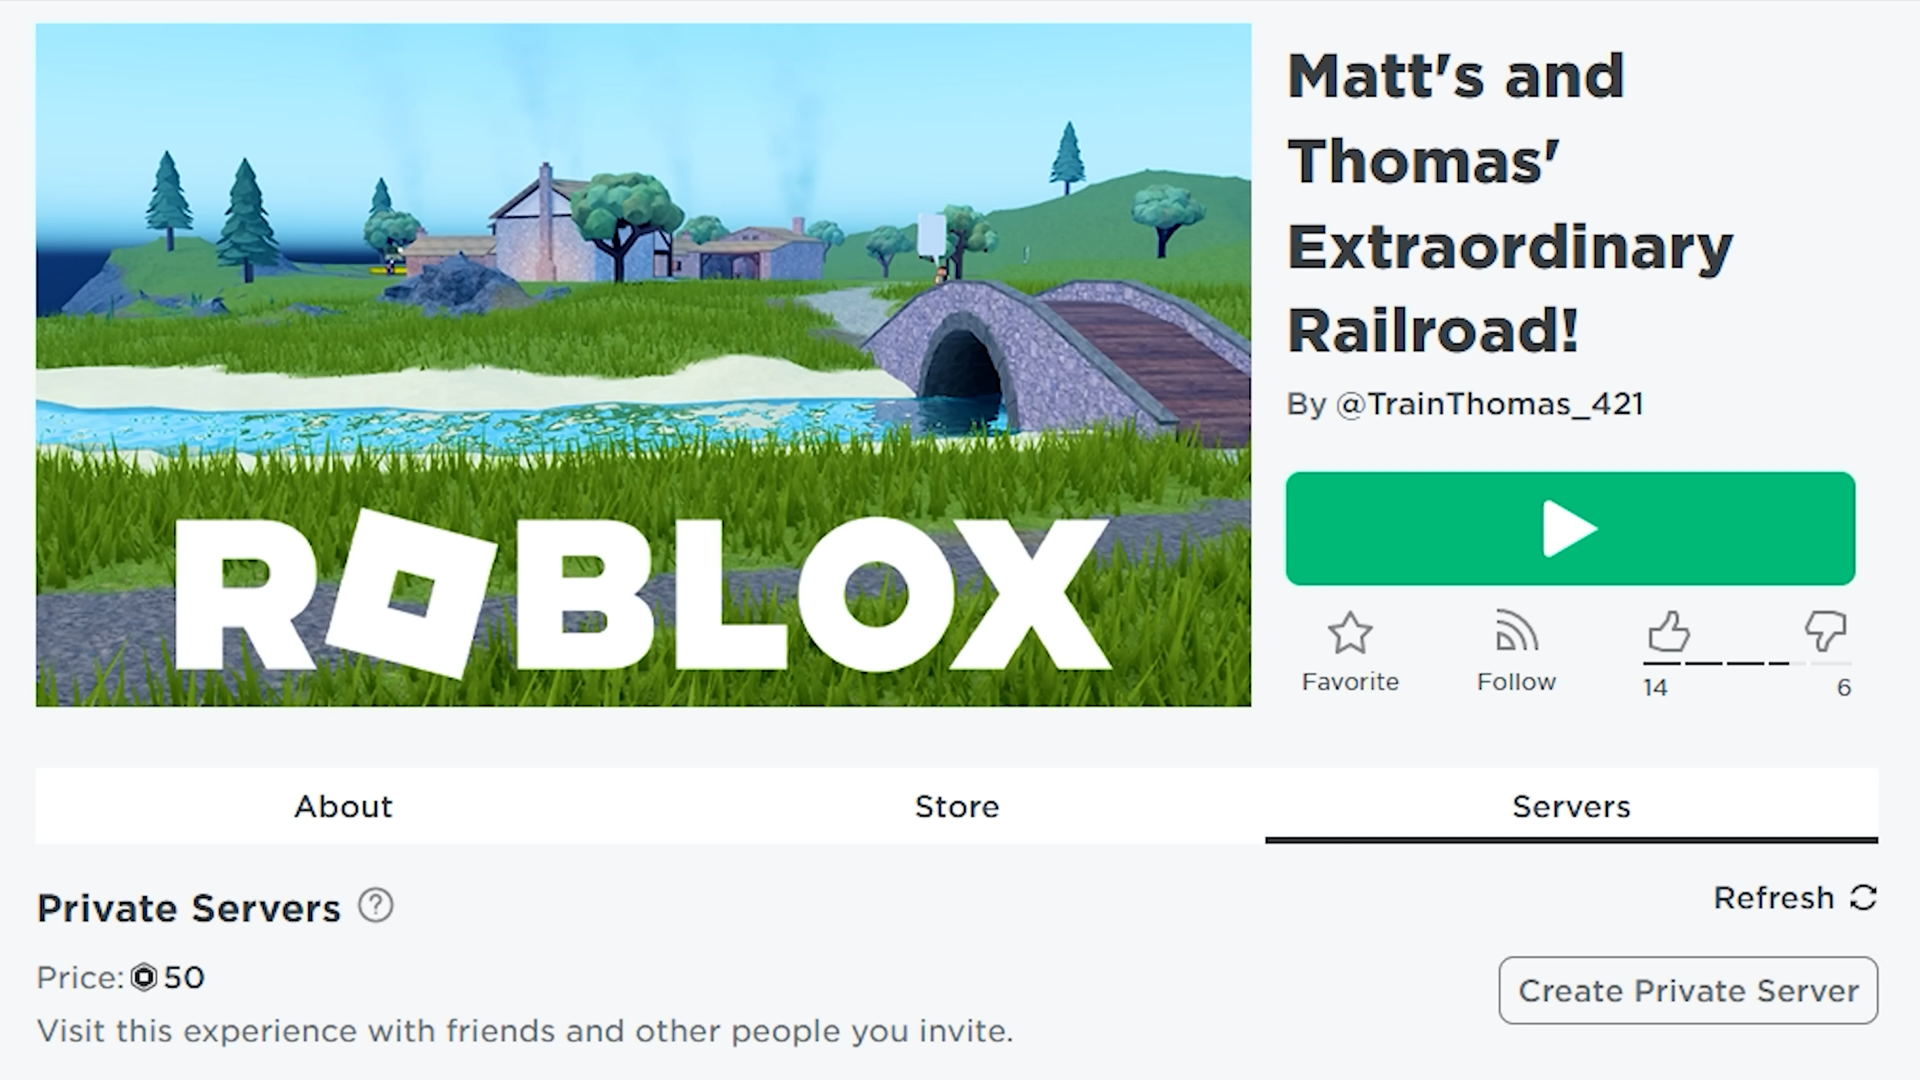 Matt's and
Thomas'
Extraordinary
Railroad!
By @TrainThomas_421
ROBLOX
Favorite
Follow
14
6
About
Store
Servers
Private Servers ?
Refresh
Price: 50
Create Private Server
Visit this experience with friends and other people you invite.